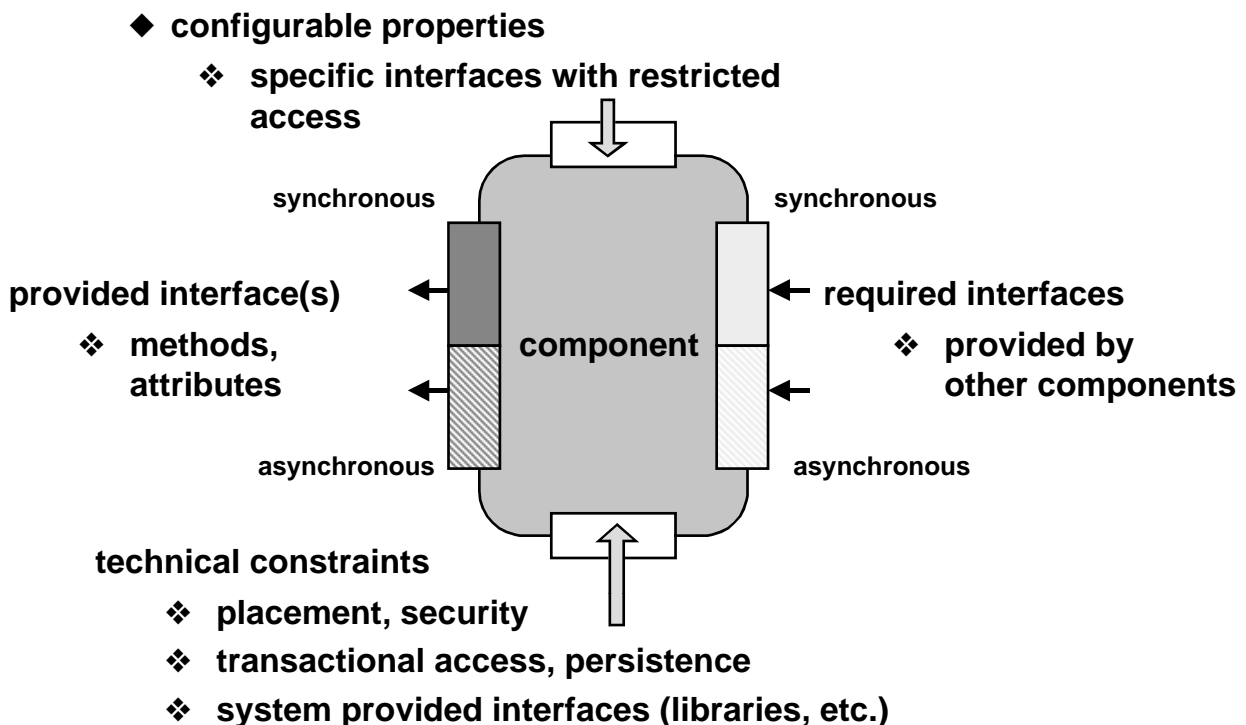 ◆ configurable properties
❖ specific interfaces with restricted
access
synchronous
synchronous
provided interface(s)
❖ methods,
attributes
component
required interfaces
❖ provided by
other components
asynchronous
asynchronous
technical constraints
❖ placement, security
❖ transactional access, persistence
❖ system provided interfaces (libraries, etc.)